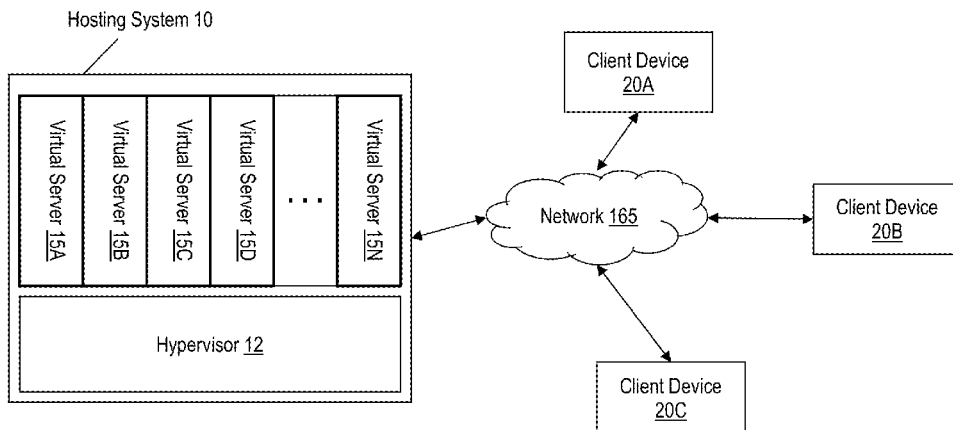 Hosting System 10
Virtual Server 15A
Virtual Server 15B
Virtual Server 15C
Virtual Server 15D
...
Virtual Server 15N
Hypervisor 12
Network 165
Client Device
20A
Client Device
20B
Client Device
20C